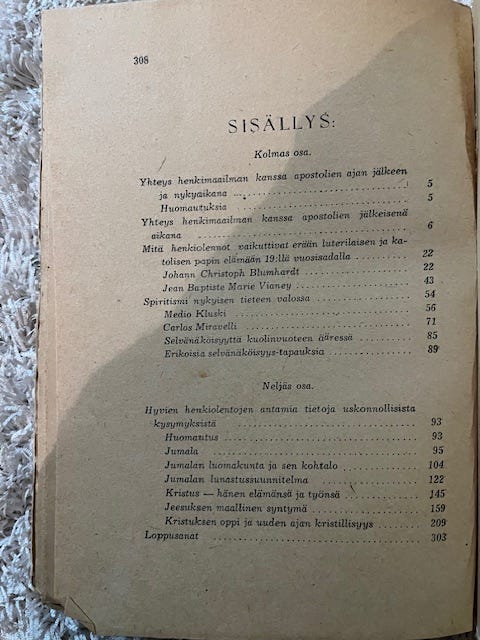 308
SISÄLLYS:
Kolmas osa.
Yhteys henkimaailman kanssa apostolien ajan jälkeen
ja nykyaikana ... .......... 5
Huomautuksia .......... 5
Yhteys henkimaailman kanssa apostolien jälkeisenä
aikana .......... 6
Mitä henkiolennot vaikuttivat erään luterilaisen ja ka-
tolisen papin elämään 19:llä vuosisadalla .......... 22
Johann Christoph Blumhardt .......... 22
Jean Baptiste Marie Vianey .......... 43
Spiritismi nykyisen tieteen valossa .......... 54
Medio Kluski .......... 56
Carlos Miravelli .......... 71
Selvänäköisyyttä kuolinvuoteen ääressä .......... 85
Erikoisia selvänäköisyys-tapauksia .......... 89
Neljäs osa.
Hyvien henkiolentojen antamia tietoja uskonnollisista
kysymyksistä .......... 93
Huomautus .......... 93
Jumala .......... 95
Jumalan luomakunta ja sen kohtalo .......... 104
Jumalan lunastussuunnitelma .......... 122
Kristus — hänen elämänsä ja työnsä .......... 145
Jeesuksen maallinen syntymä .......... 159
Kristuksen oppi ja uuden ajan kristillisyys .......... 209
Loppusanat .......... 303